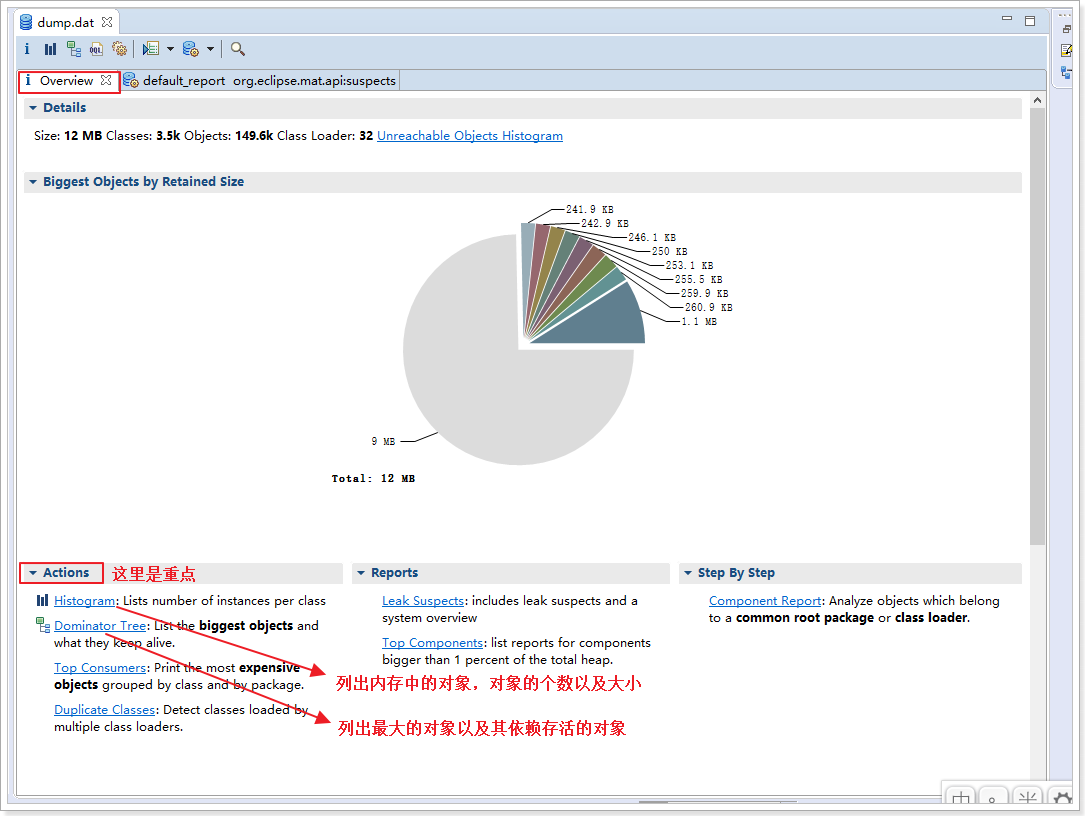 dump.dat
Overview
default_report org.eclipse.mat.api:suspects
Details
Size: 12 MB Classes: 3.5k Objects: 149.6k Class Loader: 32 Unreachable Objects Histogram
Biggest Objects by Retained Size
241.9 KB
242.9 KB
246.1 KB
250 KB
253.1 KB
255.5 KB
259.9 KB
260.9 KB
1.1 MB
9 MB
Total: 12 MB
Actions
这里是重点
Histogram: Lists number of instances per class
Dominator Tree: List the biggest objects and
what they keep alive.
Top Consumers: Print the most expensive
objects grouped by class and by package.
Duplicate Classes: Detect classes loaded by
multiple class loaders.
Reports
Leak Suspects: includes leak suspects and a
system overview
Top Components: list reports for components
bigger than 1 percent of the total heap.
列出内存中的对象，对象的个数以及大小
列出最大的对象以及其依赖存活的对象
Step By Step
Component Report: Analyze objects which belong
to a common root package or class loader.